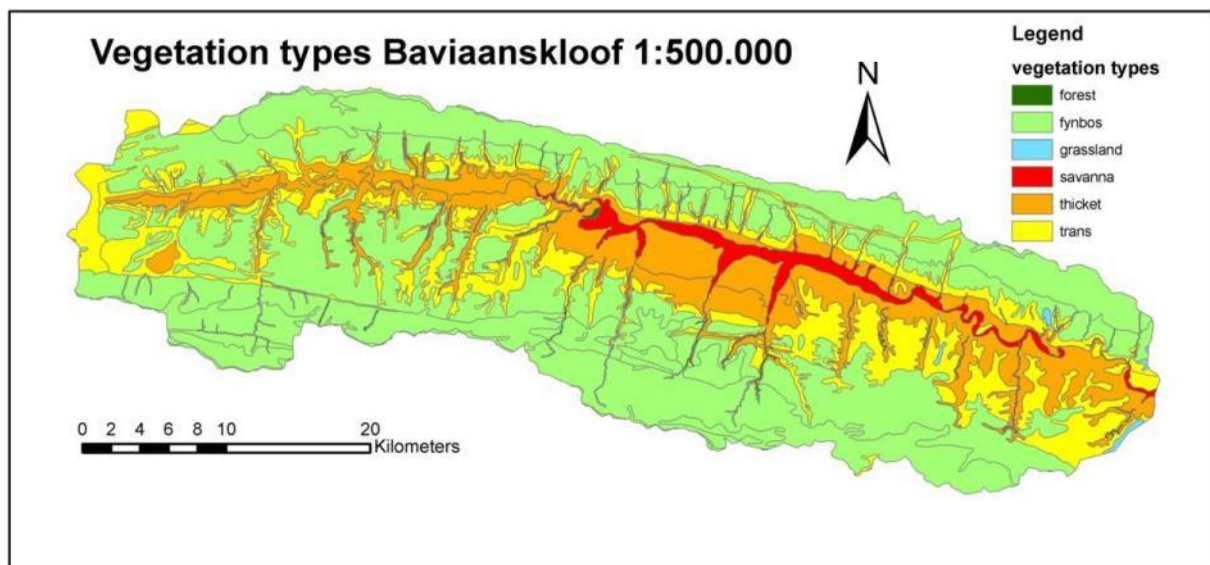 Vegetation types Baviaanskloof 1:500.000
N
Legend
vegetation types
forest
fynbos
grassland
savanna
thicket
trans
0 2 4 6 8 10 20
Kilometers